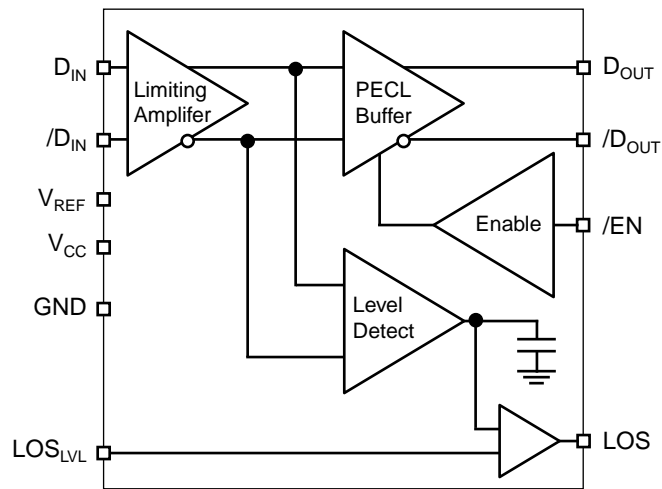 D_IN
Limiting
Amplifer
PECL
Buffer
D_OUT
/D_IN
/D_OUT
V_REF
Enable
/EN
V_CC
GND
Level
Detect
LOS_LVL
LOS